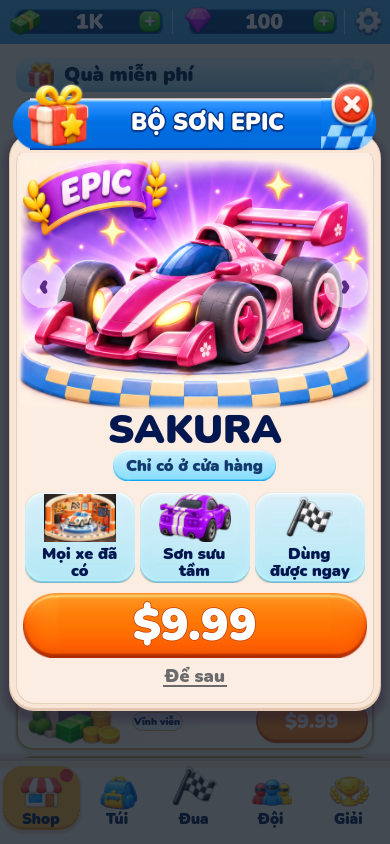 1K
100
Quà miễn phí
BỘ SƠN EPIC
EPIC
SAKURA
Chỉ có ở cửa hàng
Mọi xe đã
có
Sơn sưu
tầm
Dùng
được ngay
$9.99
Để sau
Vĩnh viễn
$9.99
Shop
Túi
Đua
Đội
Giải